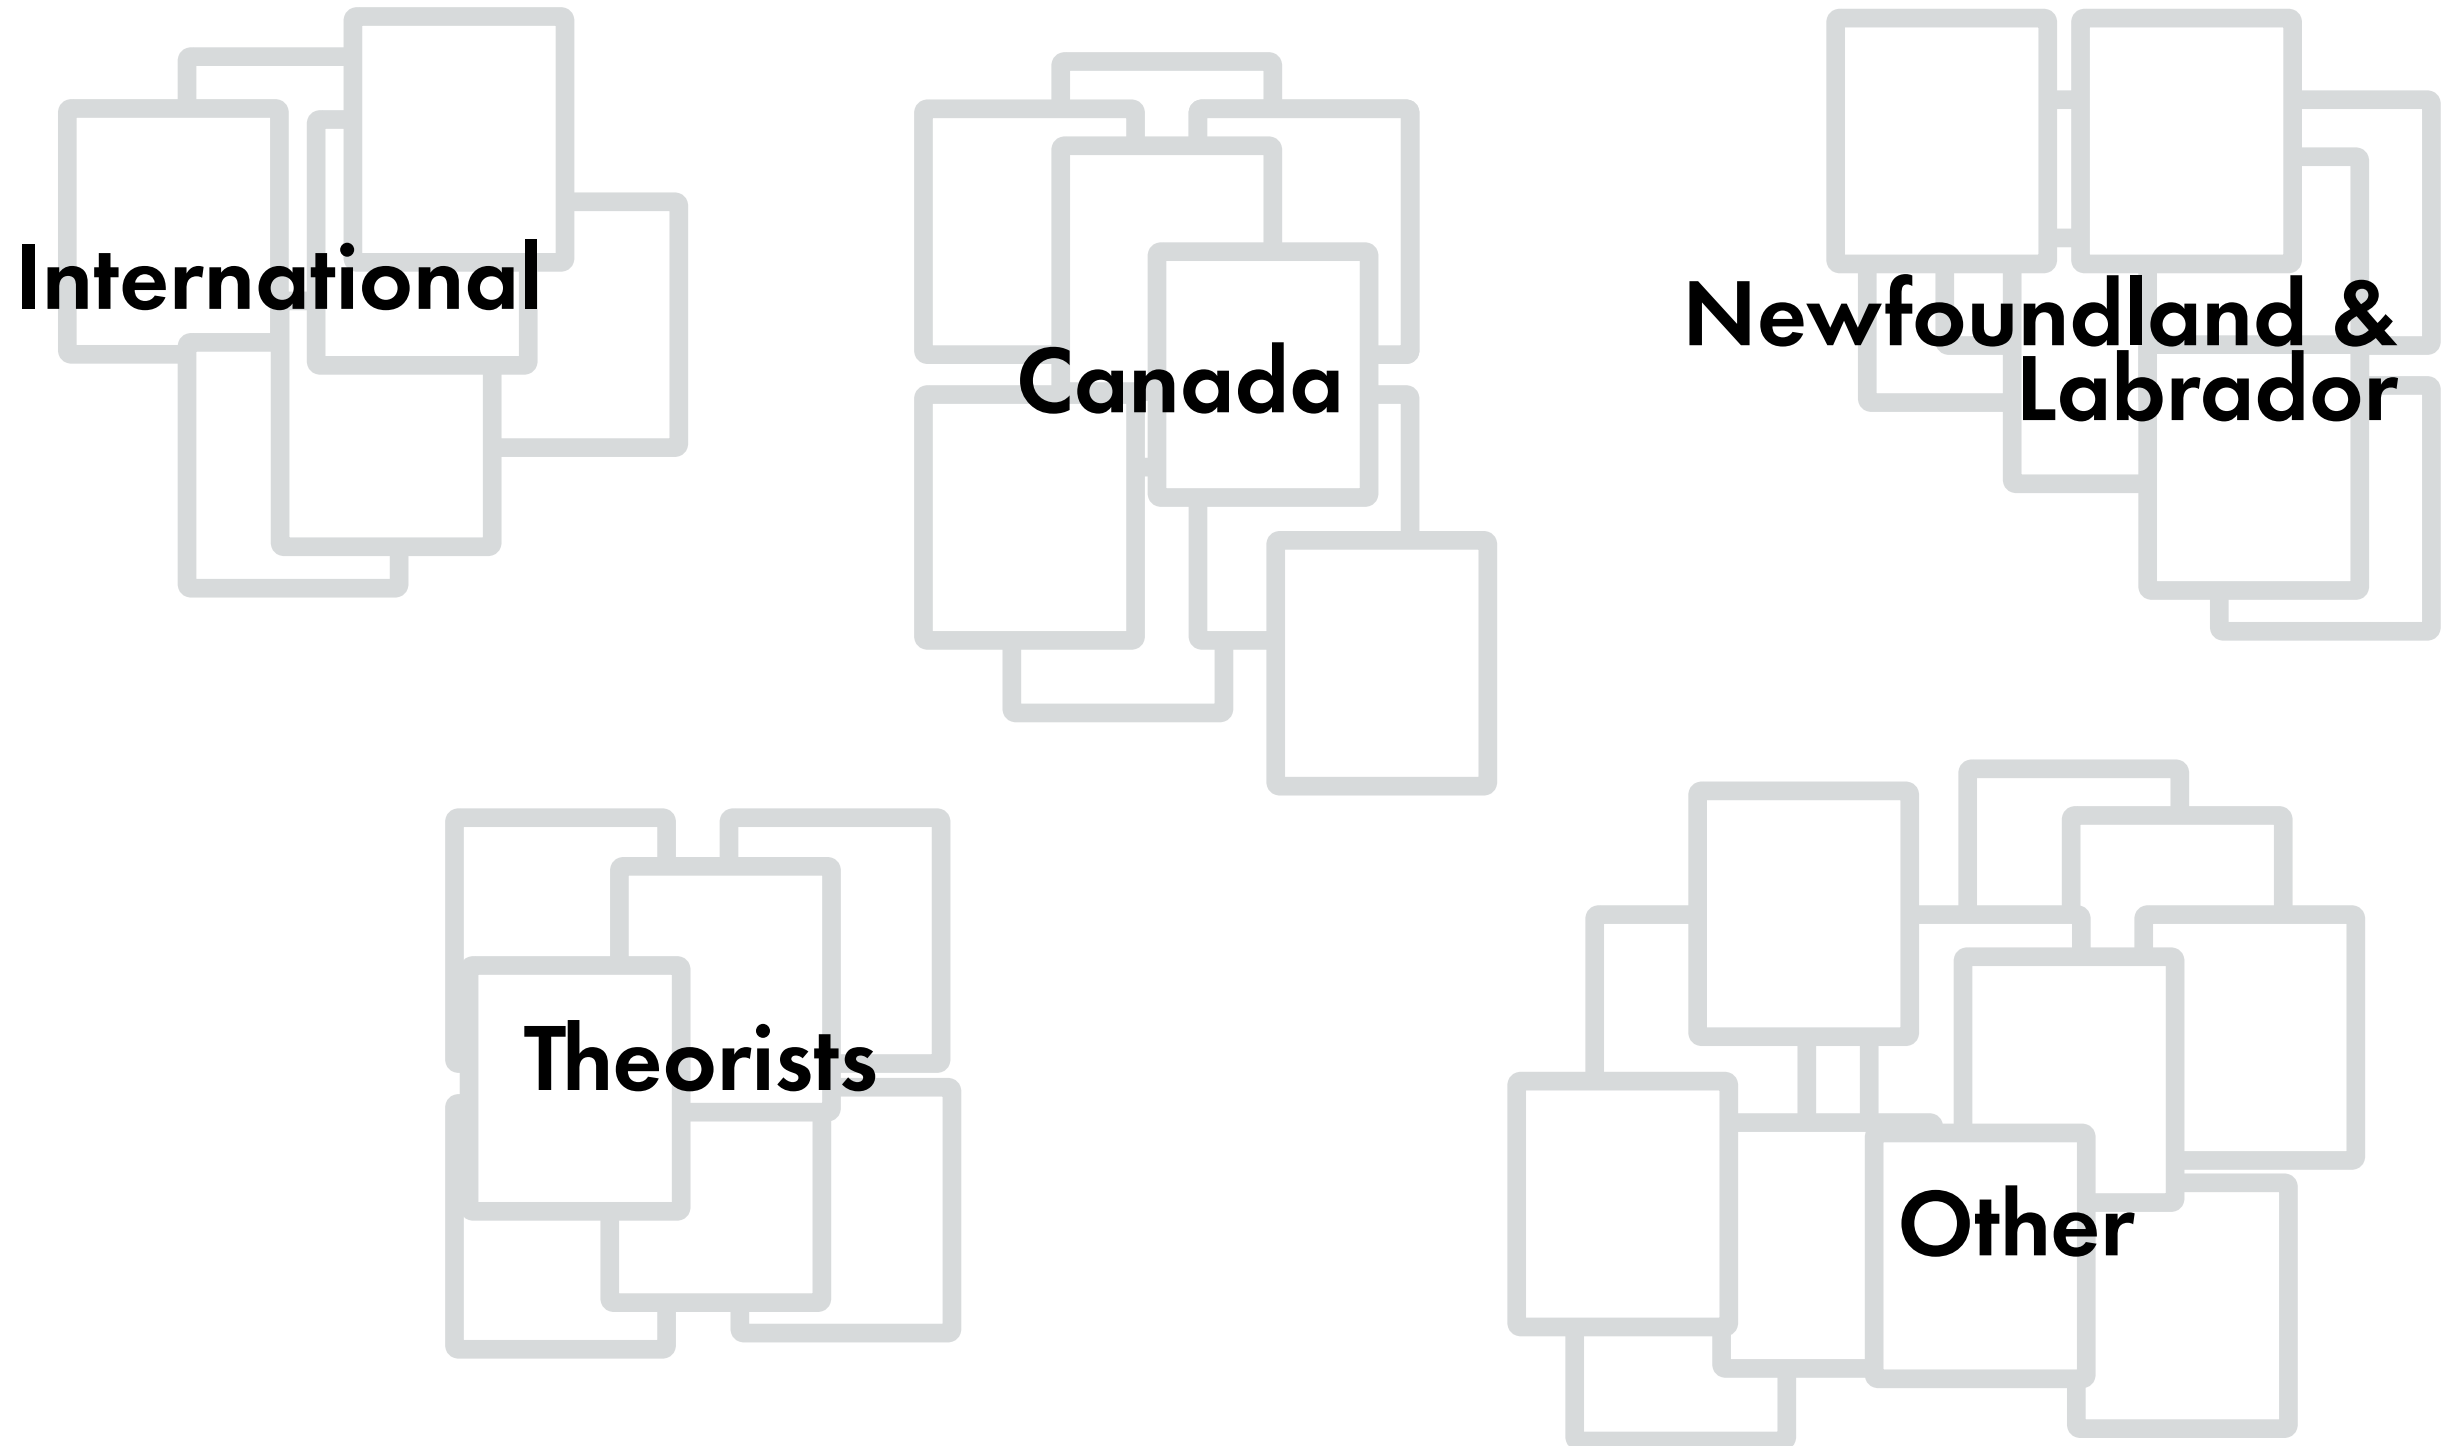 International
Canada
Newfoundland &
Labrador
Theorists
Other